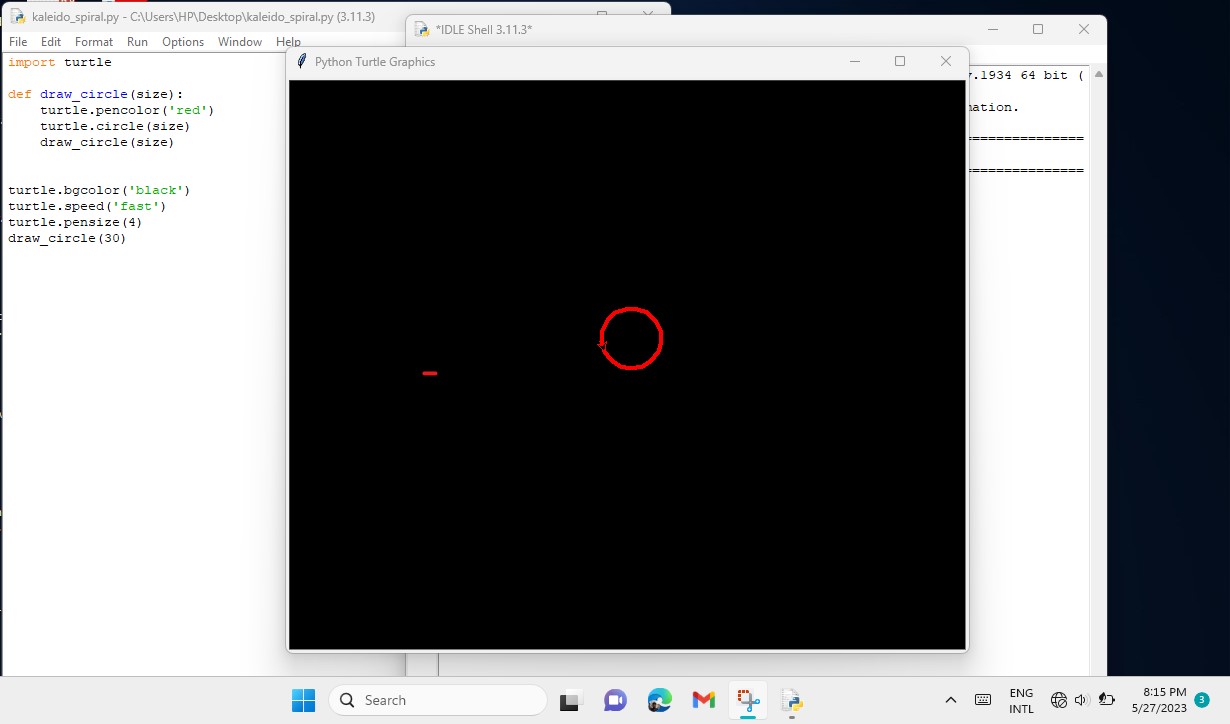 kaleido_spiral.py - C:\Users\HP\Desktop\kaleido_spiral.py (3.11.3)
File Edit Format Run Options Window Help
import turtle
def draw_circle(size):
    turtle.pencolor('red')
    turtle.circle(size)
    draw_circle(size)
turtle.bgcolor('black')
turtle.speed('fast')
turtle.pensize(4)
draw_circle(30)
*IDLE Shell 3.11.3*
Python Turtle Graphics
.1934 64 bit (
ation.
===============
===============
Search
ENG
INTL
8:15 PM
5/27/2023
3